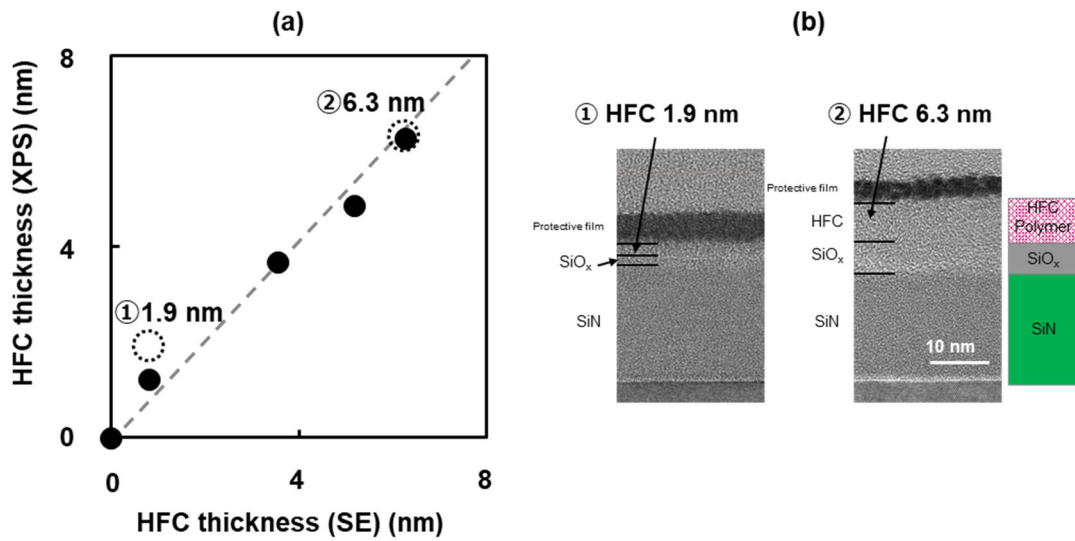 (a)
8
4
0
0
4
8
HFC thickness (XPS) (nm)
HFC thickness (SE) (nm)
②6.3 nm
①1.9 nm
(b)
① HFC 1.9 nm
Protective film
SiOx
SiN
② HFC 6.3 nm
Protective film
HFC
SiOx
SiN
10 nm
HFC
Polymer
SiOx
SiN